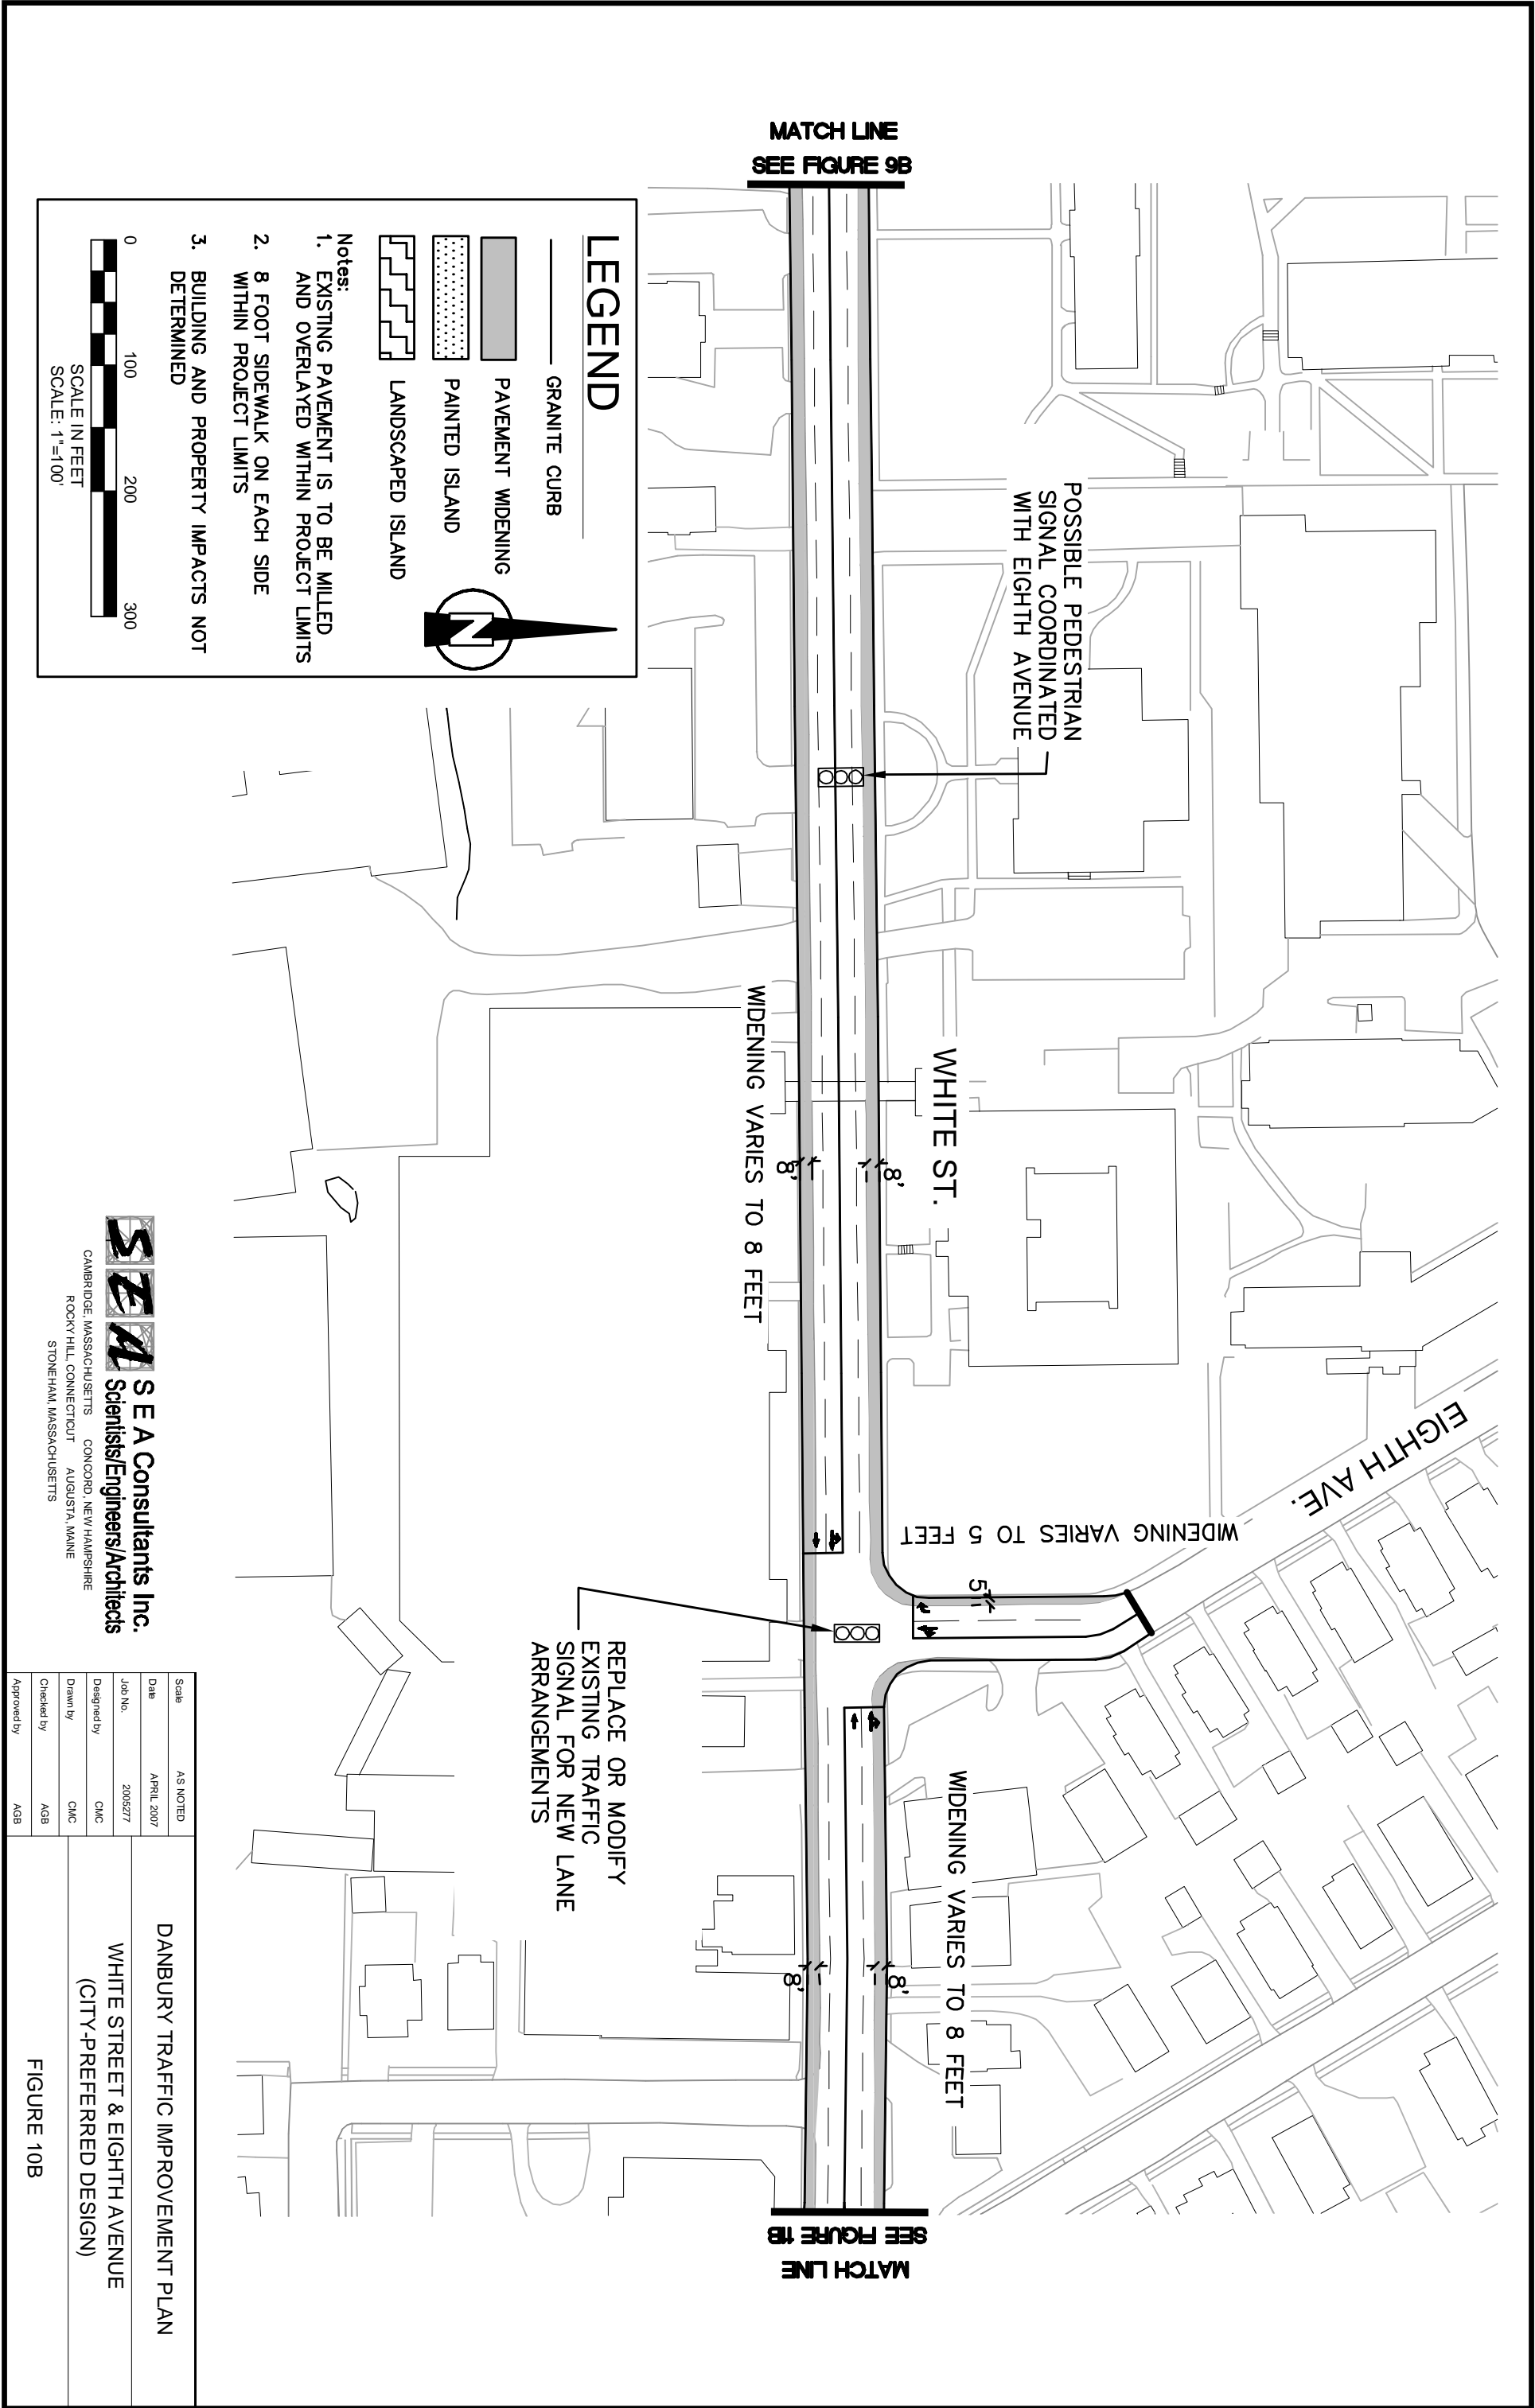 MATCH LINE
SEE FIGURE 9B
POSSIBLE PEDESTRIAN
SIGNAL COORDINATED
WITH EIGHTH AVENUE
WHITE ST.
EIGHTH AVE.
WIDENING VARIES TO 5 FEET
5'
WIDENING VARIES TO 8 FEET
8'
8'
WIDENING VARIES TO 8 FEET
8'
8'
REPLACE OR MODIFY
EXISTING TRAFFIC
SIGNAL FOR NEW LANE
ARRANGEMENTS
SEE FIGURE 11B
MATCH LINE
LEGEND
GRANITE CURB
PAVEMENT WIDENING
PAINTED ISLAND
LANDSCAPED ISLAND
N
Notes:
1. EXISTING PAVEMENT IS TO BE MILLED
AND OVERLAYED WITHIN PROJECT LIMITS
2. 8 FOOT SIDEWALK ON EACH SIDE
WITHIN PROJECT LIMITS
3. BUILDING AND PROPERTY IMPACTS NOT
DETERMINED
0 100 200 300
SCALE IN FEET
SCALE: 1"=100'
SEA
S E A Consultants Inc.
Scientists/Engineers/Architects
CAMBRIDGE, MASSACHUSETTS CONCORD, NEW HAMPSHIRE
ROCKY HILL, CONNECTICUT AUGUSTA, MAINE
STONEHAM, MASSACHUSETTS
Scale AS NOTED
Date APRIL 2007
Job No. 2005277
Designed by CMC
Drawn by CMC
Checked by AGB
Approved by AGB
DANBURY TRAFFIC IMPROVEMENT PLAN
WHITE STREET & EIGHTH AVENUE
(CITY-PREFERRED DESIGN)
FIGURE 10B